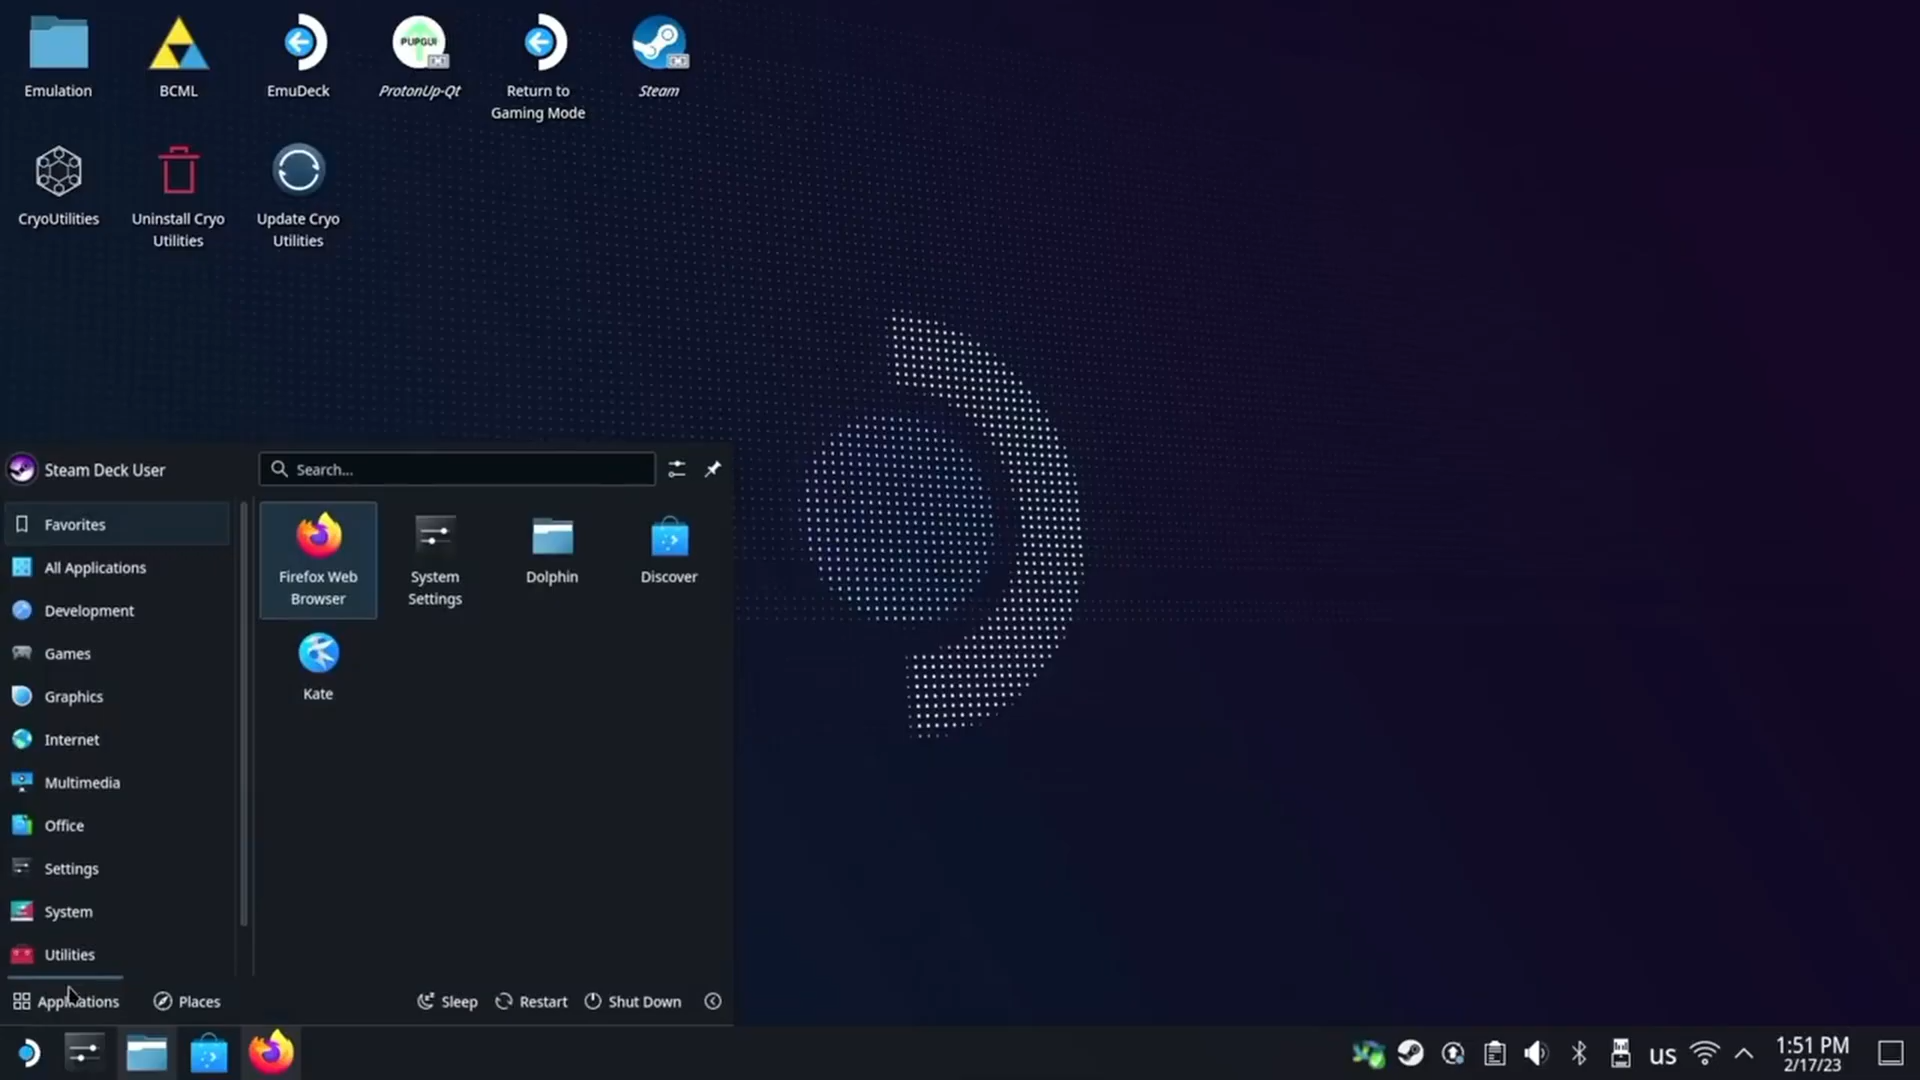 Emulation
BCML
EmuDeck
PUPGUI
ProtonUp-Qt
Return to
Gaming Mode
Steam
CryoUtilities
Uninstall Cryo
Utilities
Update Cryo
Utilities
Steam Deck User
Search...
Favorites
All Applications
Development
Games
Graphics
Internet
Multimedia
Office
Settings
System
Utilities
Firefox Web
Browser
System
Settings
Dolphin
Discover
Kate
Applications
Places
Sleep
Restart
Shut Down
us
1:51 PM
2/17/23